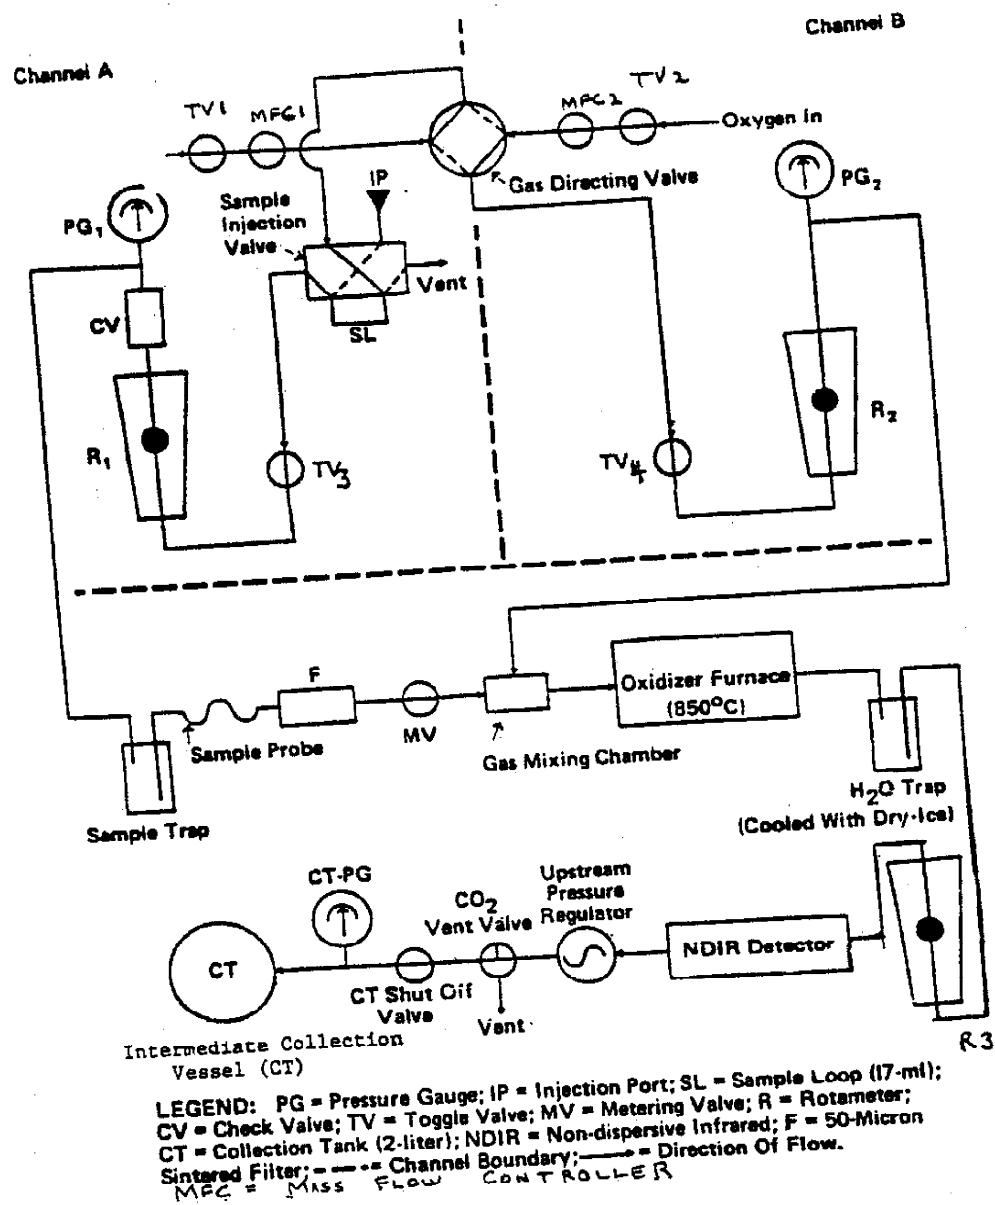 Channel B
Channel A
TV1
MFC1
MFC2
TV2
Oxygen In
Gas Directing Valve
IP
PG2
PG1
Sample
Injection
Valve
Vent
SL
CV
R1
TV3
TV4
R2
F
Oxidizer Furnace
(850°C)
MV
Sample Probe
Gas Mixing Chamber
Sample Trap
H2O Trap
(Cooled With Dry-Ice)
CT-PG
CO2
Vent Valve
Upstream
Pressure
Regulator
NDIR Detector
CT
CT Shut Off
Valve
Vent
R3
Intermediate Collection
Vessel (CT)
LEGEND: PG = Pressure Gauge; IP = Injection Port; SL = Sample Loop (17-ml);
CV = Check Valve; TV = Toggle Valve; MV = Metering Valve; R = Rotameter;
CT = Collection Tank (2-liter); NDIR = Non-dispersive Infrared; F = 50-Micron
Sintered Filter; = Channel Boundary; = Direction Of Flow.
MFC = MASS FLOW CONTROLLER